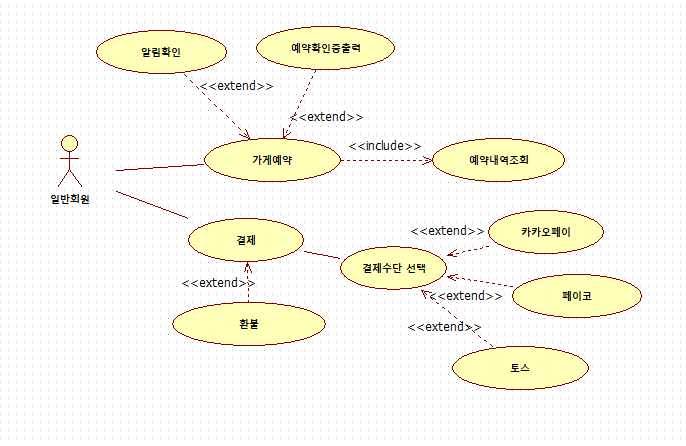 알림확인
예약확인증출력
<<extend>>
<<extend>>
가게예약
<<include>>
예약내역조회
일반회원
결제
<<extend>>
카카오페이
결제수단 선택
<<extend>>
<<extend>>
페이코
환불
<<extend>>
토스